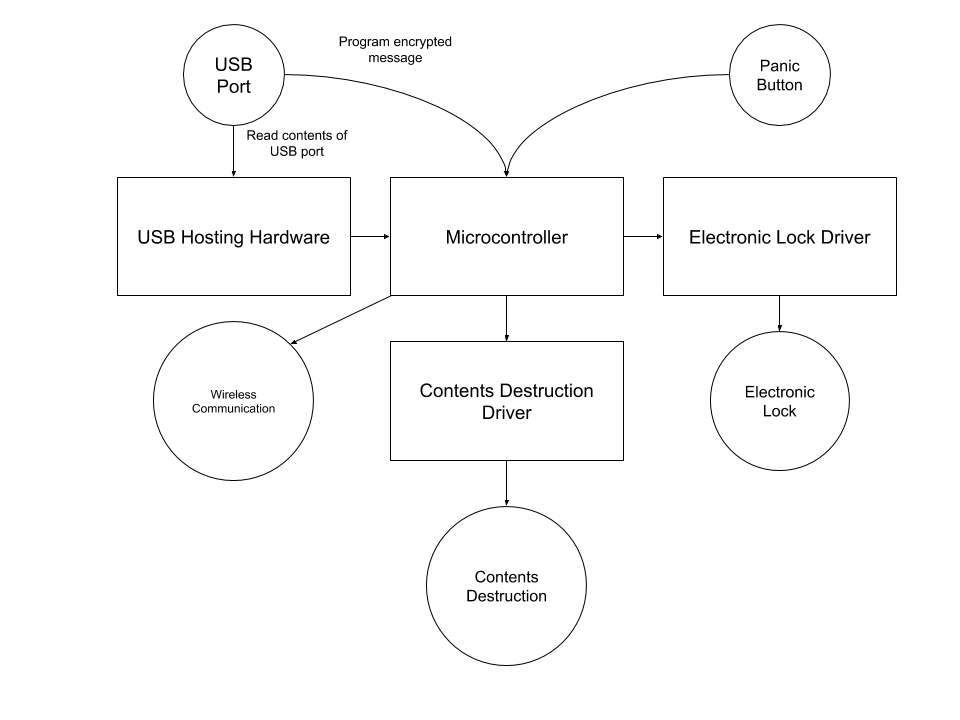 Program encrypted
message
USB
Port
Panic
Button
Read contents of
USB port
USB Hosting Hardware
Microcontroller
Electronic Lock Driver
Wireless
Communication
Contents Destruction
Driver
Electronic
Lock
Contents
Destruction